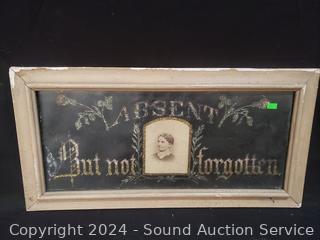 ABSENT
But not forgotten.
Copyright 2024 - Sound Auction Service